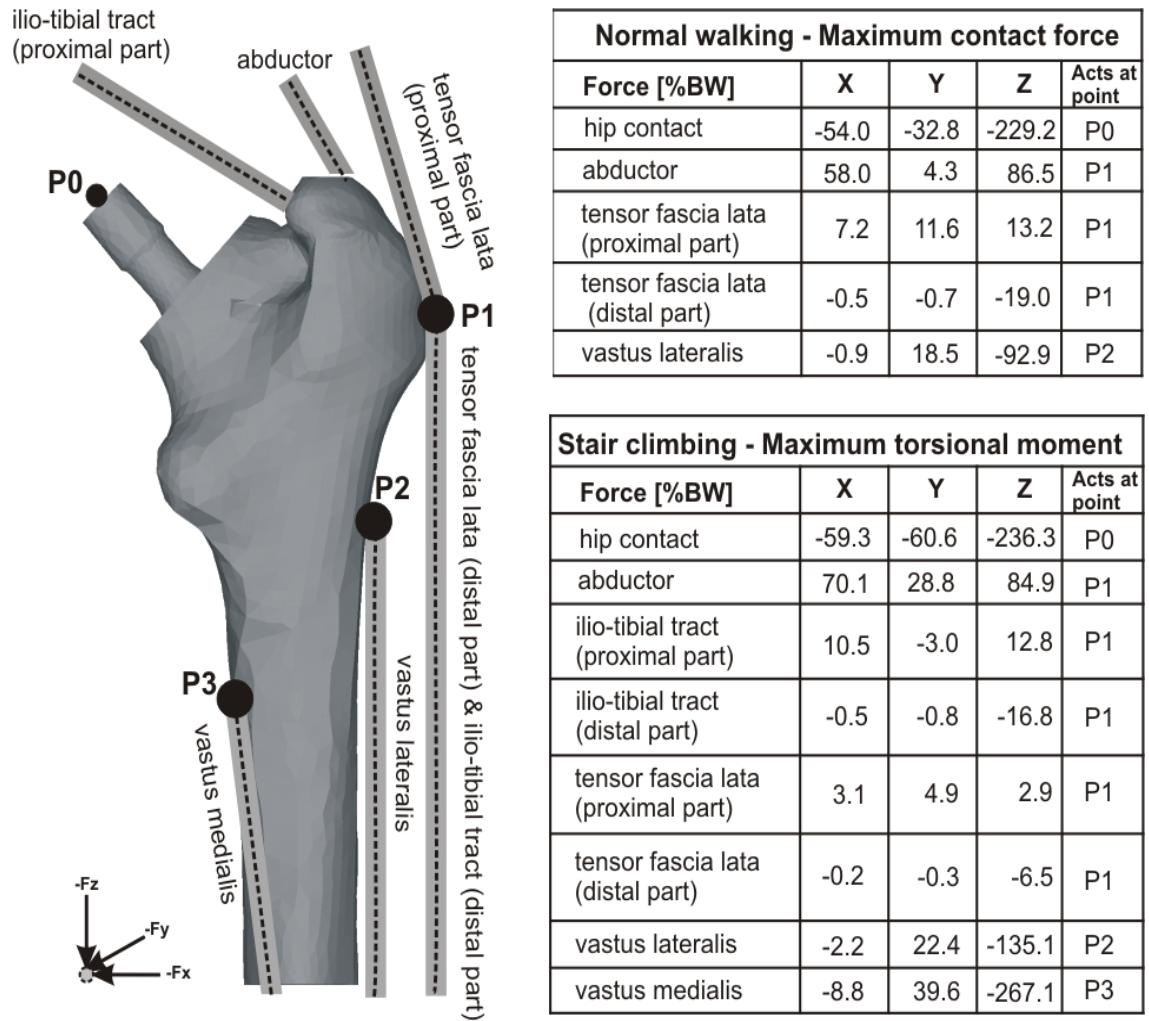 ilio-tibial tract
(proximal part)
abductor
tensor fascia lata
(proximal part)
P0
P1
P2
P3
tensor fascia lata (distal part) & ilio-tibial tract (distal part)
vastus lateralis
vastus medialis
-Fz
-Fy
-Fx
Normal walking - Maximum contact force
Force [%BW] X Y Z Acts at point
hip contact -54.0 -32.8 -229.2 P0
abductor 58.0 4.3 86.5 P1
tensor fascia lata
(proximal part) 7.2 11.6 13.2 P1
tensor fascia lata
(distal part) -0.5 -0.7 -19.0 P1
vastus lateralis -0.9 18.5 -92.9 P2
Stair climbing - Maximum torsional moment
Force [%BW] X Y Z Acts at point
hip contact -59.3 -60.6 -236.3 P0
abductor 70.1 28.8 84.9 P1
ilio-tibial tract
(proximal part) 10.5 -3.0 12.8 P1
ilio-tibial tract
(distal part) -0.5 -0.8 -16.8 P1
tensor fascia lata
(proximal part) 3.1 4.9 2.9 P1
tensor fascia lata
(distal part) -0.2 -0.3 -6.5 P1
vastus lateralis -2.2 22.4 -135.1 P2
vastus medialis -8.8 39.6 -267.1 P3